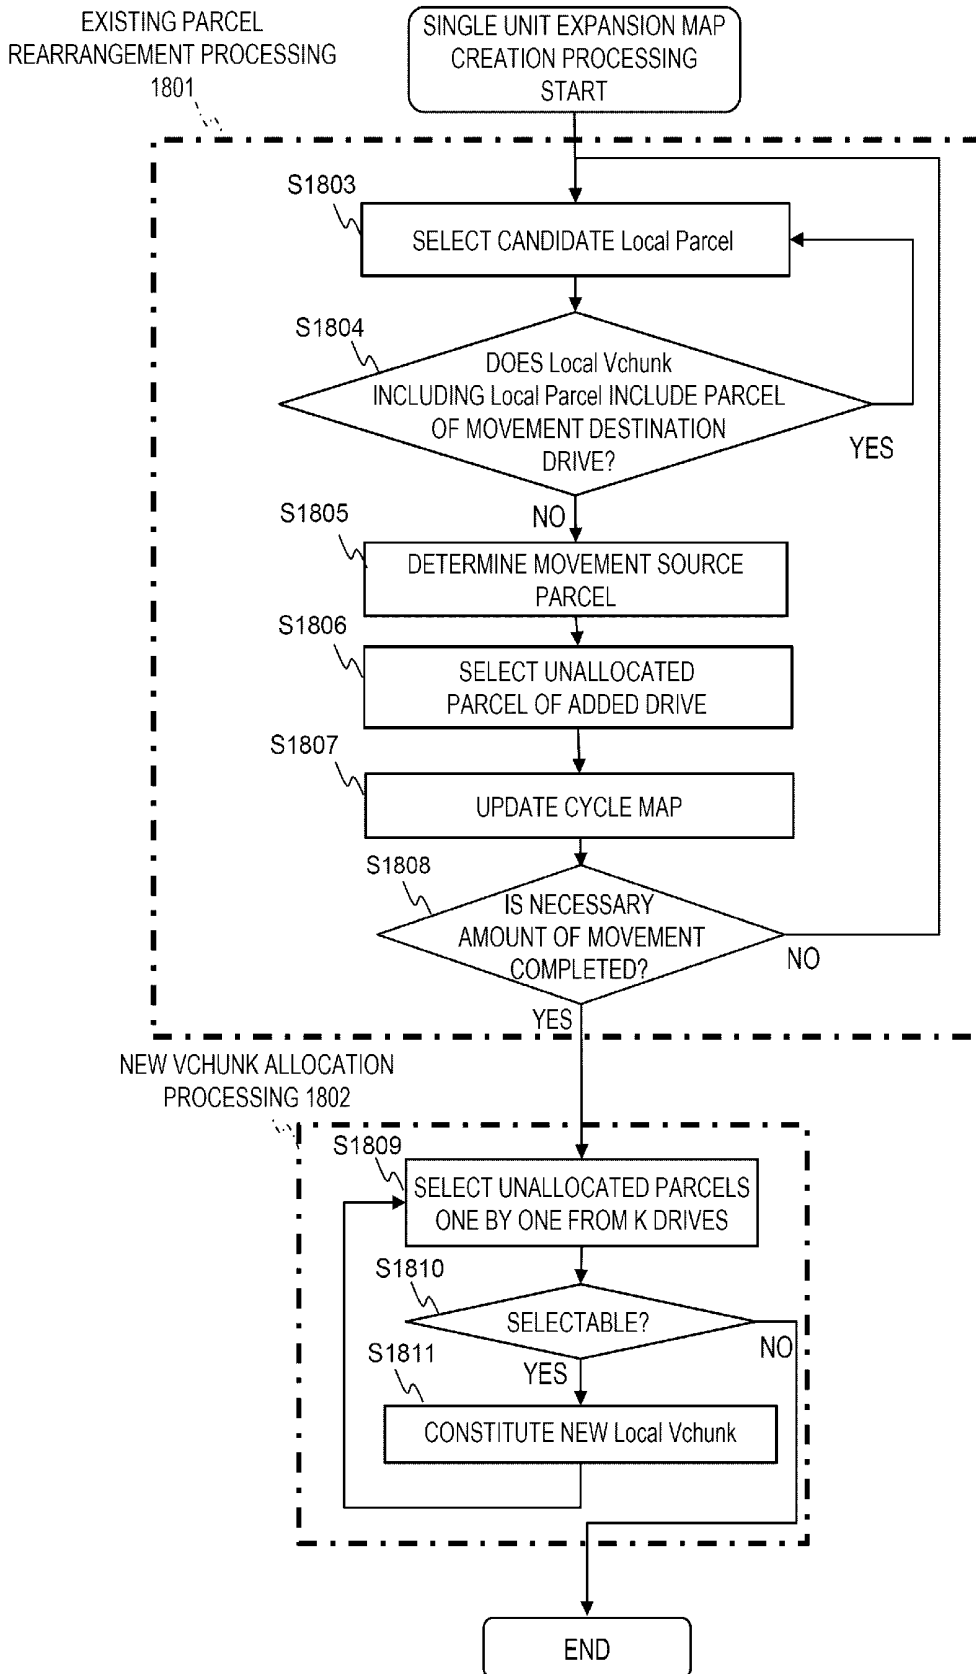 EXISTING PARCEL
REARRANGEMENT PROCESSING
1801
SINGLE UNIT EXPANSION MAP
CREATION PROCESSING
START
S1803
SELECT CANDIDATE Local Parcel
S1804
DOES Local Vchunk
INCLUDING Local Parcel INCLUDE PARCEL
OF MOVEMENT DESTINATION
DRIVE?
YES
NO
S1805
DETERMINE MOVEMENT SOURCE
PARCEL
S1806
SELECT UNALLOCATED
PARCEL OF ADDED DRIVE
S1807
UPDATE CYCLE MAP
S1808
IS NECESSARY
AMOUNT OF MOVEMENT
COMPLETED?
NO
YES
NEW VCHUNK ALLOCATION
PROCESSING 1802
S1809
SELECT UNALLOCATED PARCELS
ONE BY ONE FROM K DRIVES
S1810
SELECTABLE?
NO
YES
S1811
CONSTITUTE NEW Local Vchunk
END